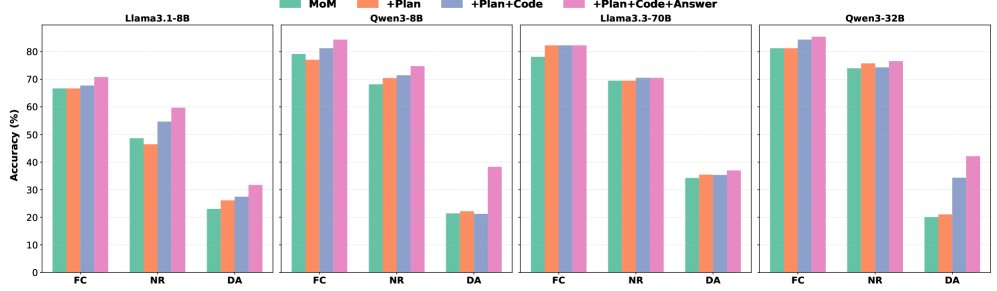 MoM +Plan +Plan+Code +Plan+Code+Answer
Llama3.1-8B Qwen3-8B Llama3.3-70B Qwen3-32B
Accuracy (%)
80
70
60
50
40
30
20
10
0
FC NR DA FC NR DA FC NR DA FC NR DA